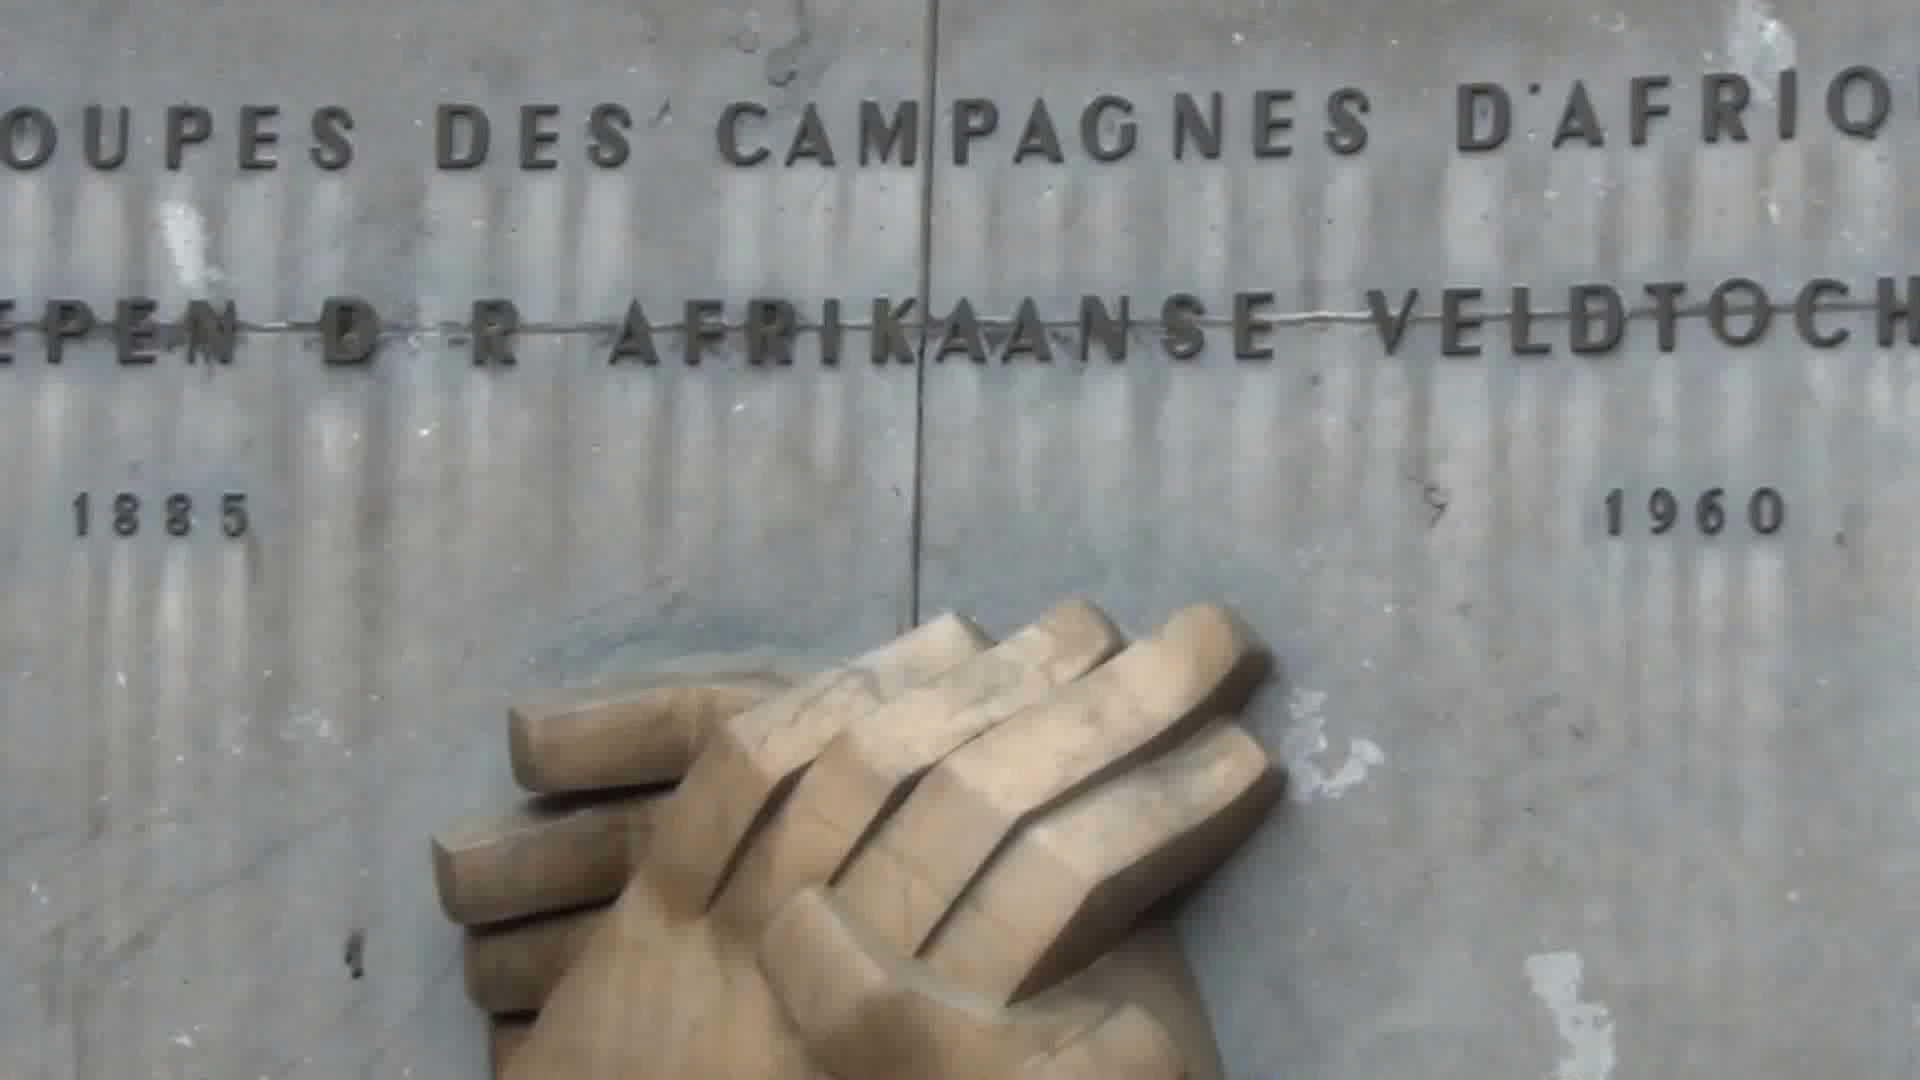 OUPES DES CAMPAGNES D'AFRIQ
EPEN D R AFRIKAANSE VELDTOCH
1885 1960